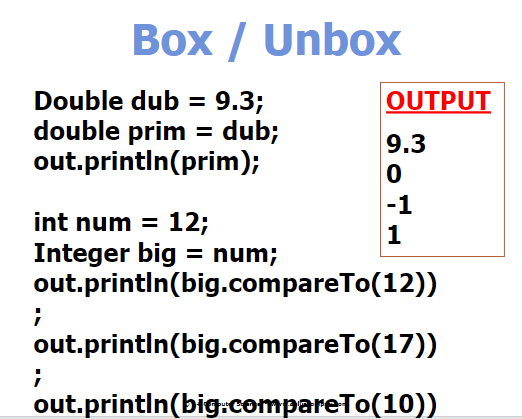 Box / Unbox
Double dub = 9.3;
double prim = dub;
out.println(prim);
int num = 12;
Integer big = num;
out.println(big.compareTo(12))
;
out.println(big.compareTo(17))
;
out.println(big.compareTo(10))
OUTPUT
9.3
0
-1
1